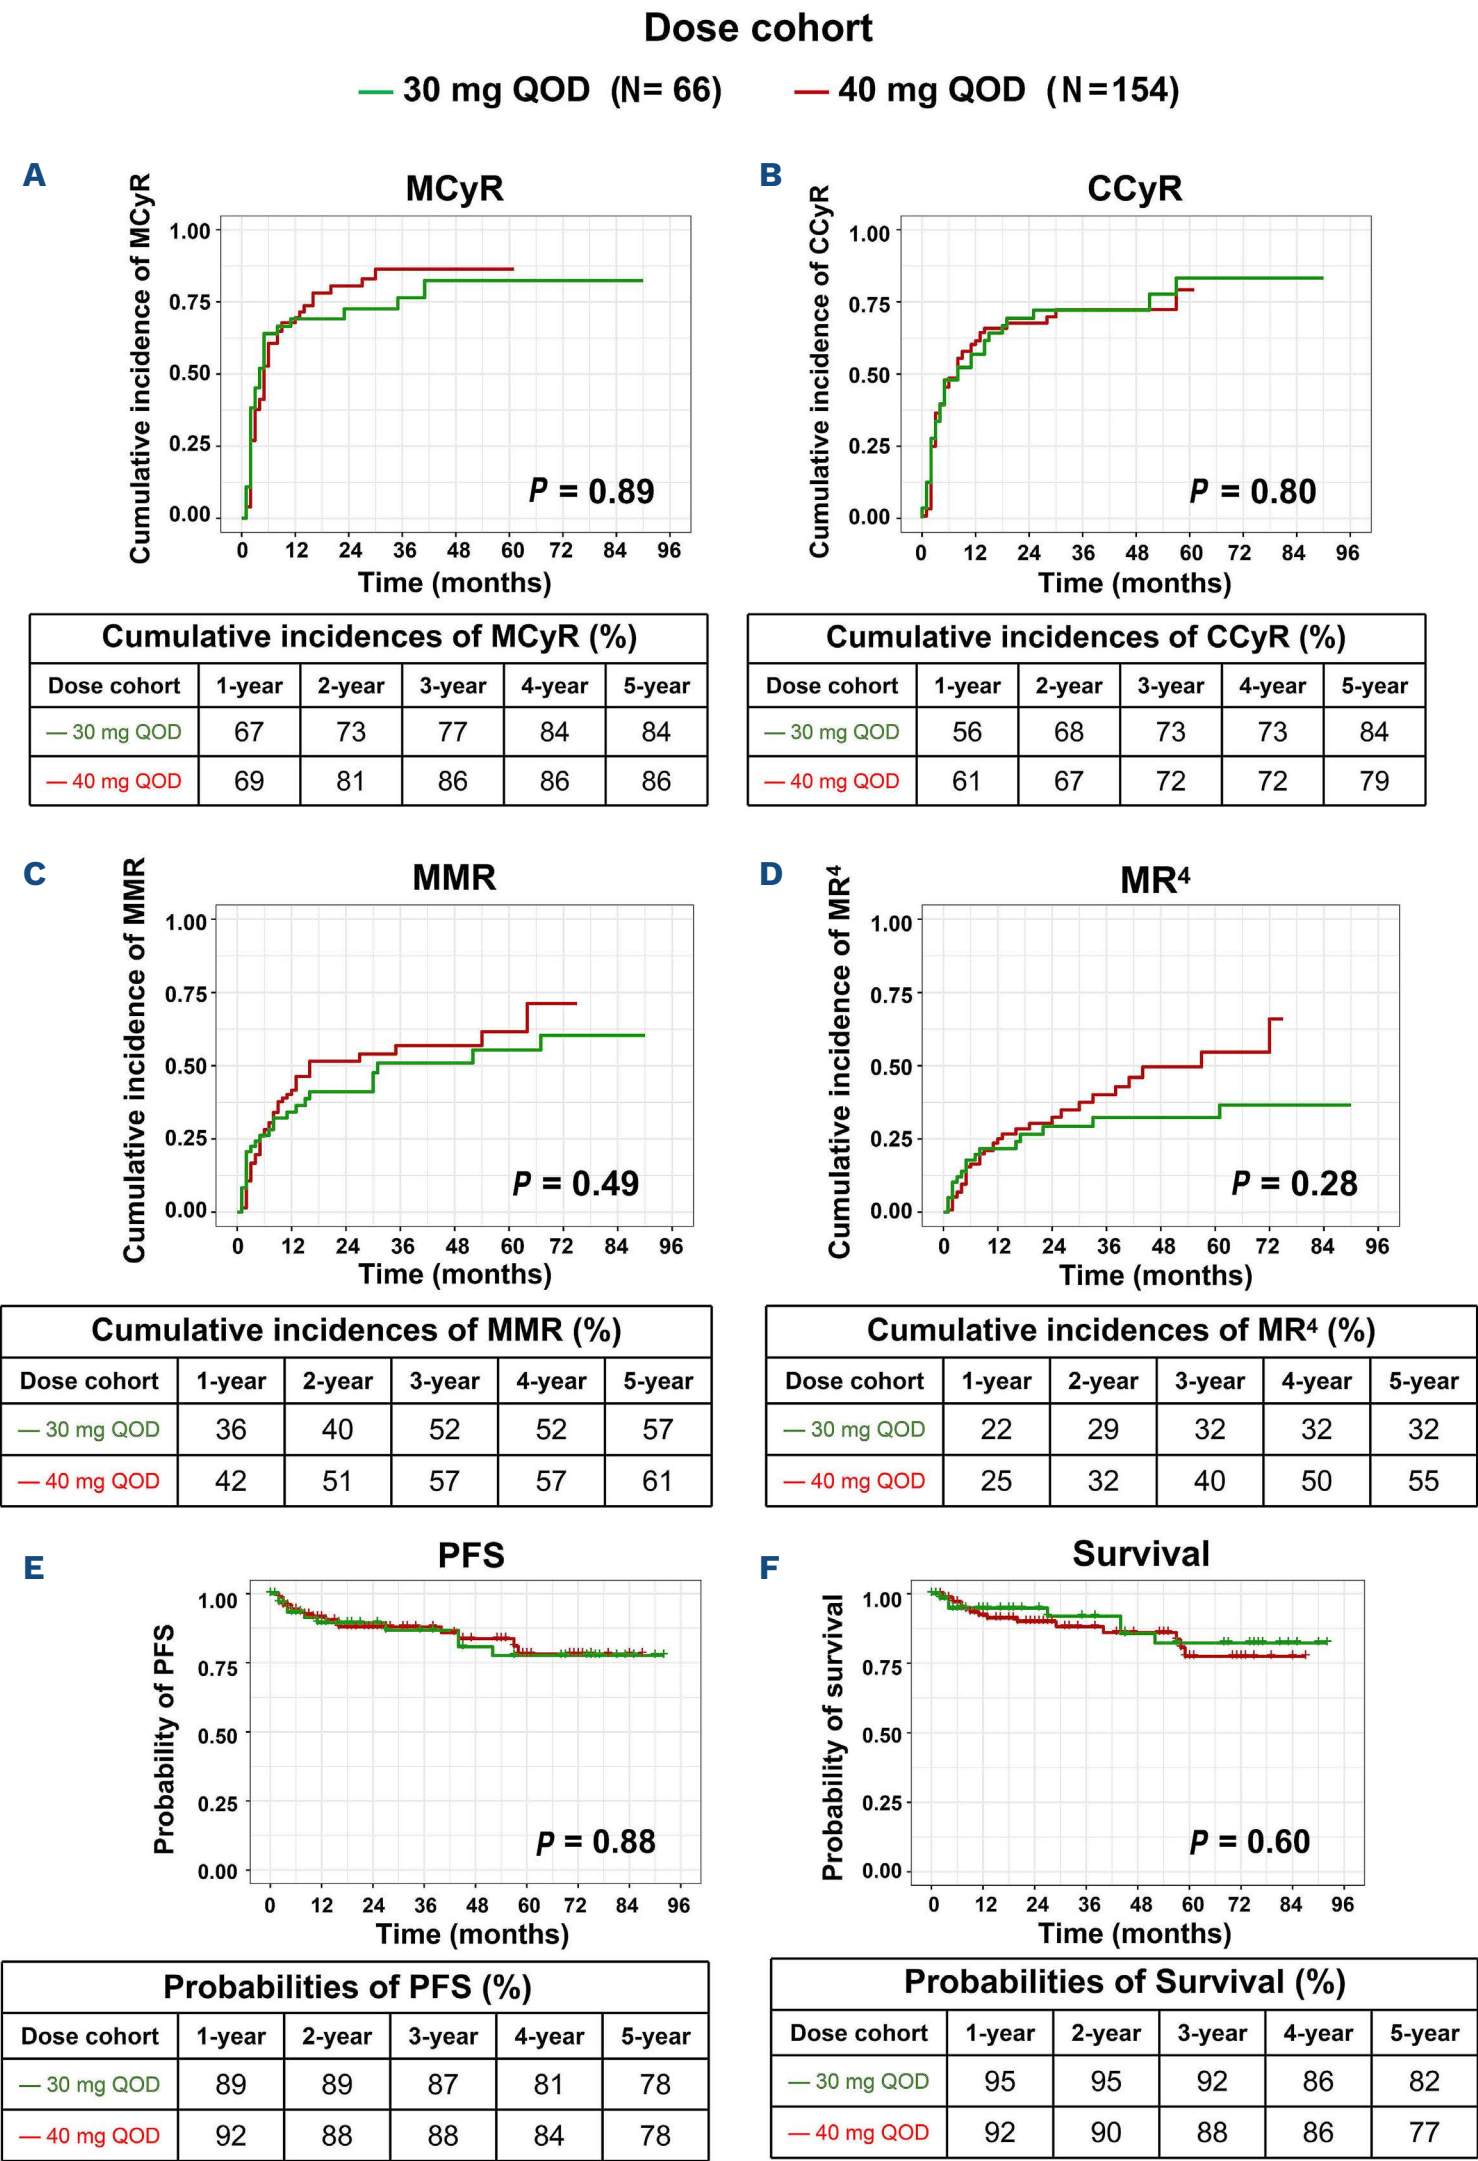 Dose cohort
— 30 mg QOD (N= 66) — 40 mg QOD (N=154)
A
MCyR
Cumulative incidence of MCyR
1.00
0.75
0.50
0.25
0.00
P = 0.89
0 12 24 36 48 60 72 84 96
Time (months)
Cumulative incidences of MCyR (%)
Dose cohort 1-year 2-year 3-year 4-year 5-year
— 30 mg QOD 67 73 77 84 84
— 40 mg QOD 69 81 86 86 86
B
CCyR
Cumulative incidence of CCyR
1.00
0.75
0.50
0.25
0.00
P = 0.80
0 12 24 36 48 60 72 84 96
Time (months)
Cumulative incidences of CCyR (%)
Dose cohort 1-year 2-year 3-year 4-year 5-year
— 30 mg QOD 56 68 73 73 84
— 40 mg QOD 61 67 72 72 79
C
MMR
Cumulative incidence of MMR
1.00
0.75
0.50
0.25
0.00
P = 0.49
0 12 24 36 48 60 72 84 96
Time (months)
Cumulative incidences of MMR (%)
Dose cohort 1-year 2-year 3-year 4-year 5-year
— 30 mg QOD 36 40 52 52 57
— 40 mg QOD 42 51 57 57 61
D
MR⁴
Cumulative incidence of MR⁴
1.00
0.75
0.50
0.25
0.00
P = 0.28
0 12 24 36 48 60 72 84 96
Time (months)
Cumulative incidences of MR⁴ (%)
Dose cohort 1-year 2-year 3-year 4-year 5-year
— 30 mg QOD 22 29 32 32 32
— 40 mg QOD 25 32 40 50 55
E
PFS
Probability of PFS
1.00
0.75
0.50
0.25
0.00
P = 0.88
0 12 24 36 48 60 72 84 96
Time (months)
Probabilities of PFS (%)
Dose cohort 1-year 2-year 3-year 4-year 5-year
— 30 mg QOD 89 89 87 81 78
— 40 mg QOD 92 88 88 84 78
F
Survival
Probability of survival
1.00
0.75
0.50
0.25
0.00
P = 0.60
0 12 24 36 48 60 72 84 96
Time (months)
Probabilities of Survival (%)
Dose cohort 1-year 2-year 3-year 4-year 5-year
— 30 mg QOD 95 95 92 86 82
— 40 mg QOD 92 90 88 86 77